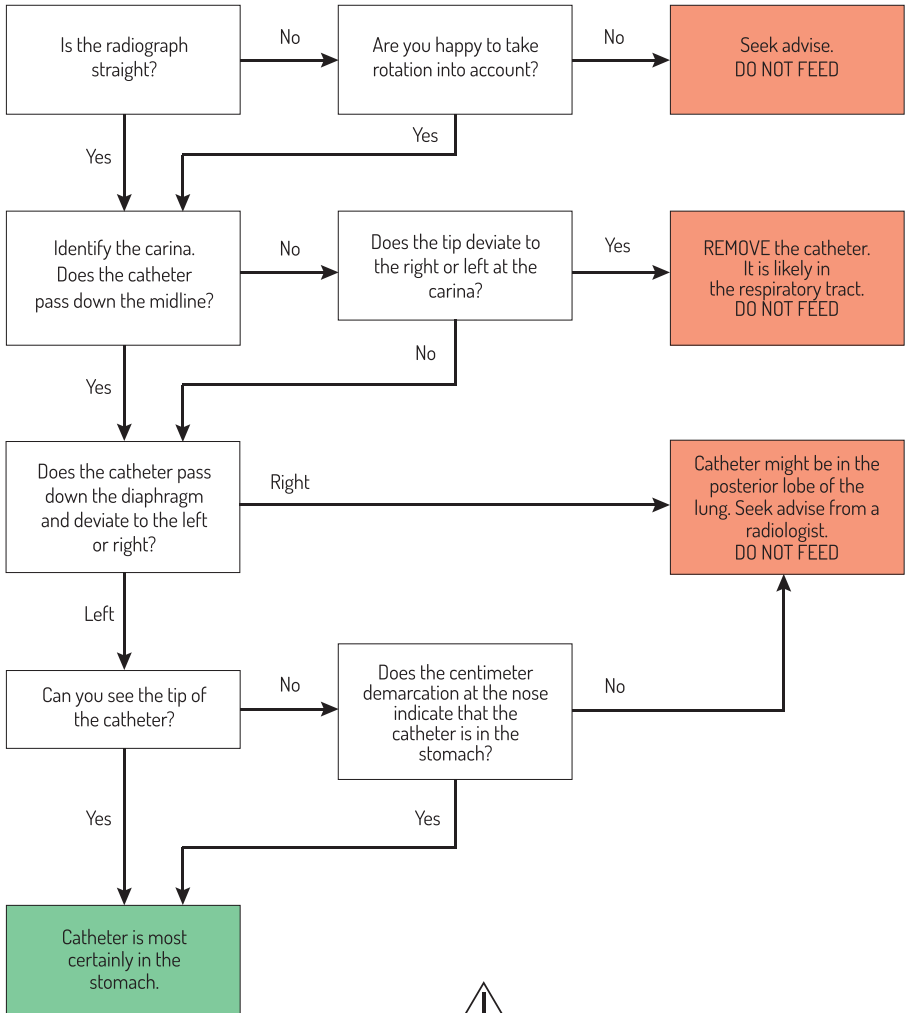 Is the radiograph
straight?
No
Are you happy to take
rotation into account?
No
Seek advise.
DO NOT FEED
Yes
Yes
Identify the carina.
Does the catheter
pass down the midline?
No
Does the tip deviate to
the right or left at the
carina?
Yes
REMOVE the catheter.
It is likely in
the respiratory tract.
DO NOT FEED
No
Yes
Does the catheter pass
down the diaphragm
and deviate to the left
or right?
Right
Catheter might be in the
posterior lobe of the
lung. Seek advise from a
radiologist.
DO NOT FEED
Left
Can you see the tip of
the catheter?
No
Does the centimeter
demarcation at the nose
indicate that the
catheter is in the
stomach?
No
Yes
Yes
Catheter is most
certainly in the
stomach.